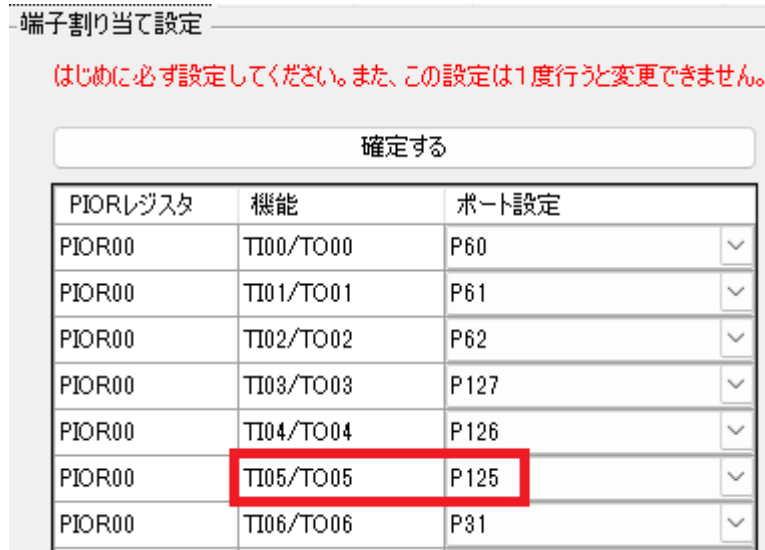 端子割り当て設定
はじめに必ず設定してください。また、この設定は1度行うと変更できません。
確定する
PIORレジスタ 機能 ポート設定
PIOR00 TI00/TO00 P60
PIOR00 TI01/TO01 P61
PIOR00 TI02/TO02 P62
PIOR00 TI03/TO03 P127
PIOR00 TI04/TO04 P126
PIOR00 TI05/TO05 P125
PIOR00 TI06/TO06 P31